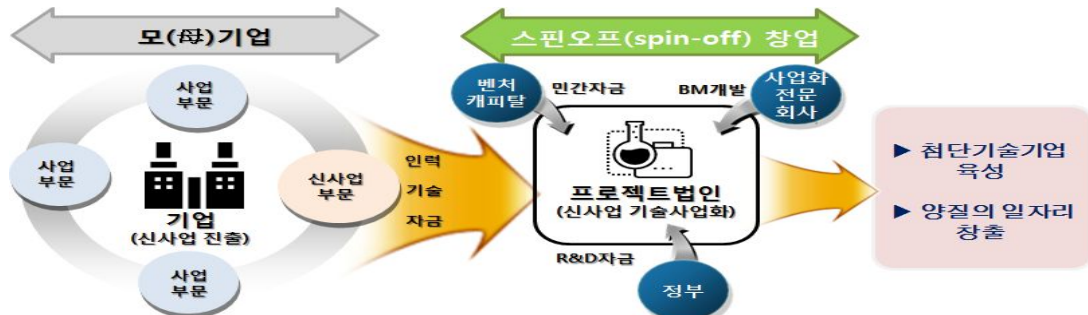 모(母)기업
스핀오프(spin-off) 창업
사업
부문
사업
부문
기업
(신사업 진출)
신사업
부문
사업
부문
인력
기술
자금
벤처
캐피탈
민간자금
BM개발
사업화
전문
회사
프로젝트법인
(신사업 기술사업화)
R&D자금
정부
► 첨단기술기업
육성
► 양질의 일자리
창출